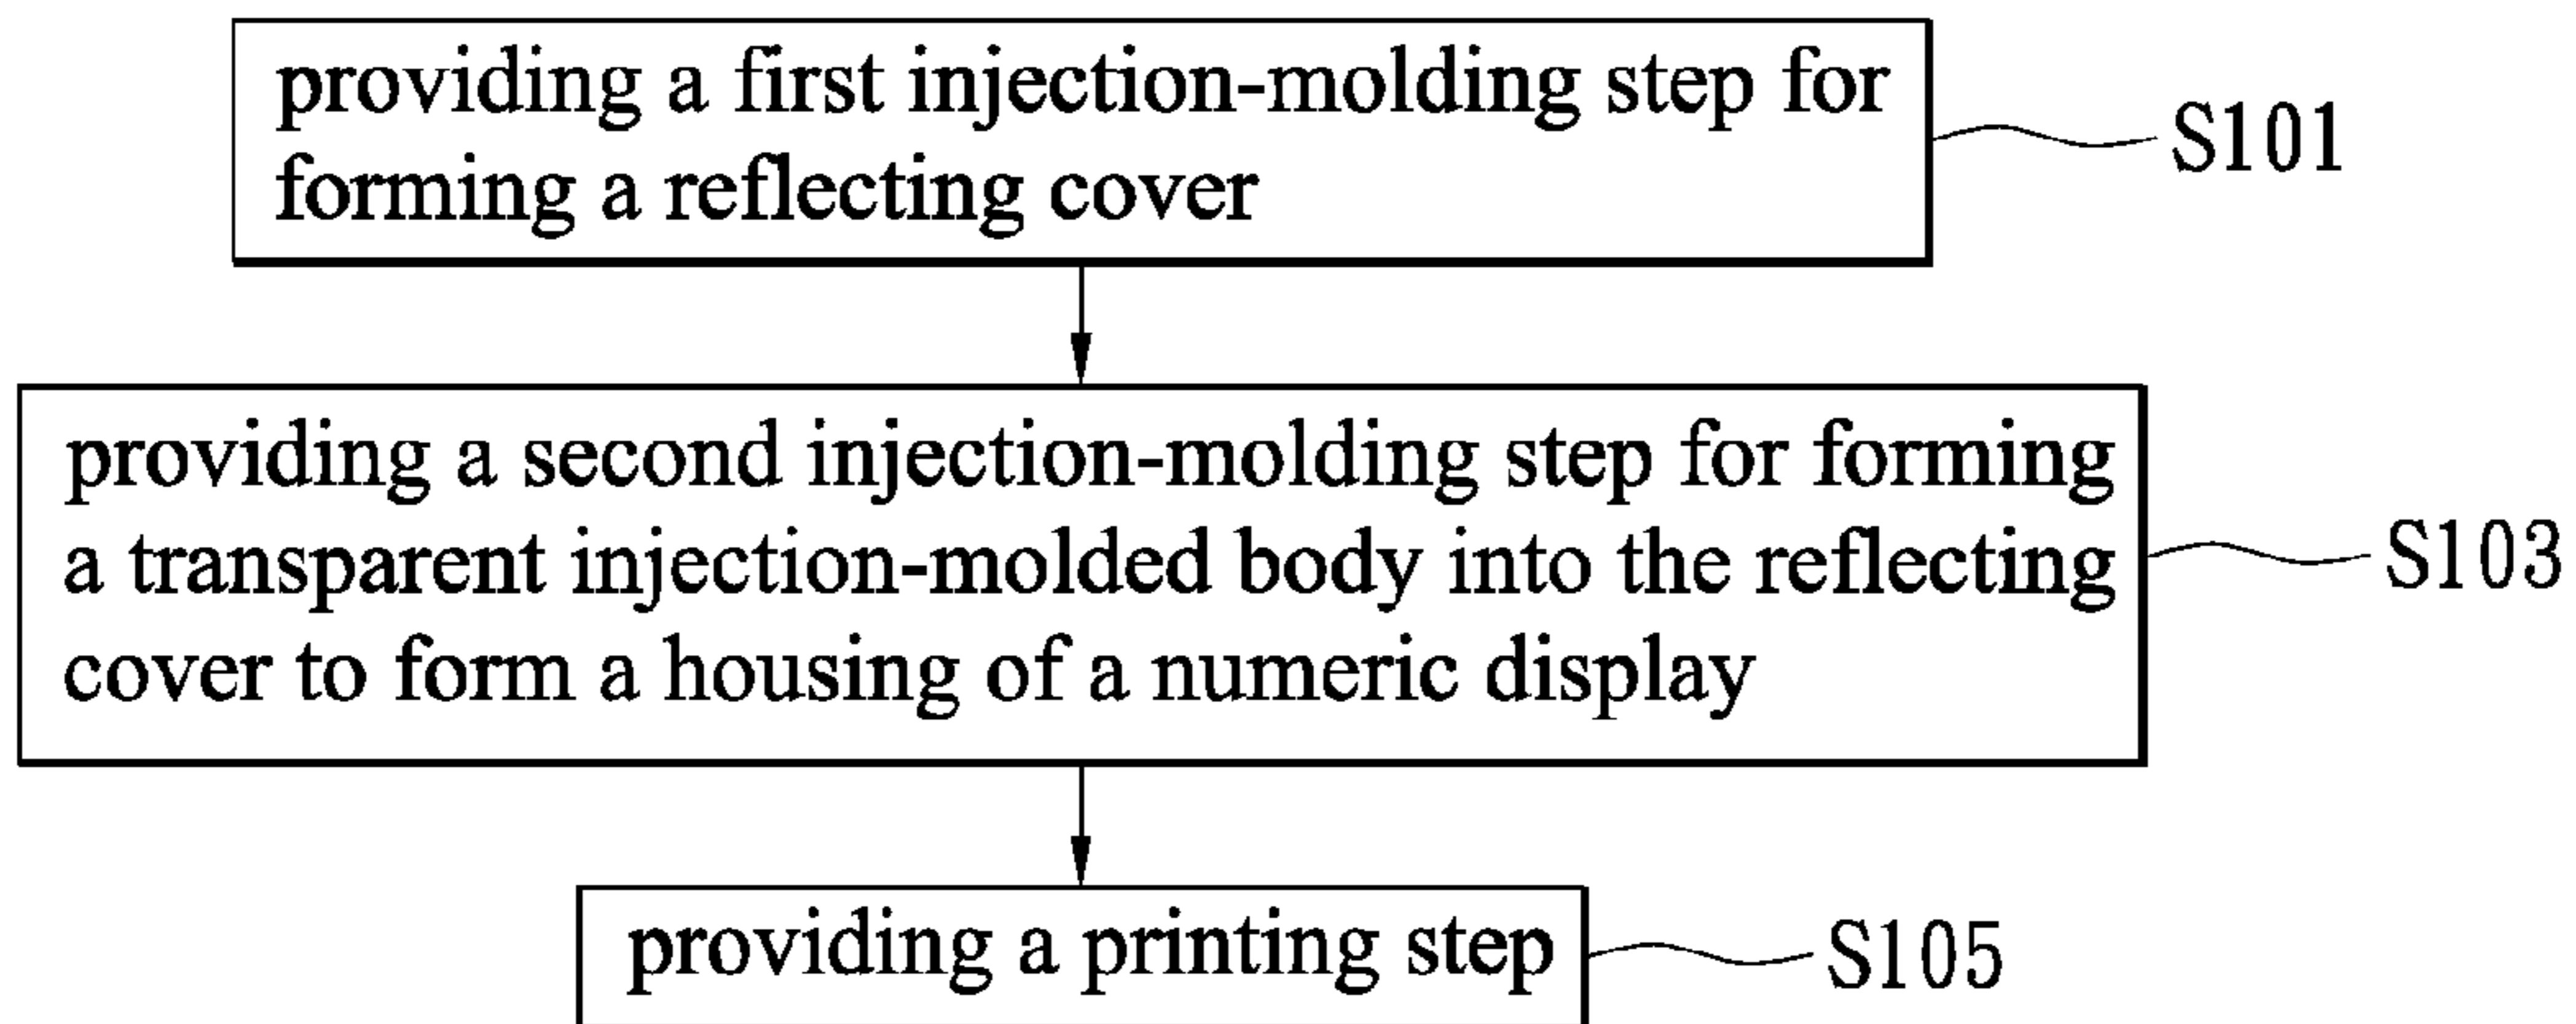 providing a first injection-molding step for
forming a reflecting cover
S101
providing a second injection-molding step for forming
a transparent injection-molded body into the reflecting
cover to form a housing of a numeric display
S103
providing a printing step
S105